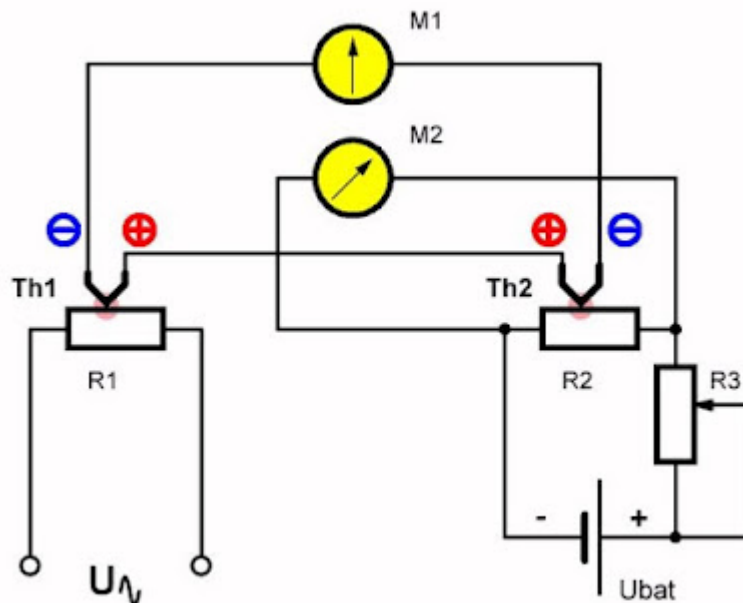 M1
M2
⊖ ⊕ ⊕ ⊖
Th1 Th2
R1 R2 R3
- +
U∿ Ubat